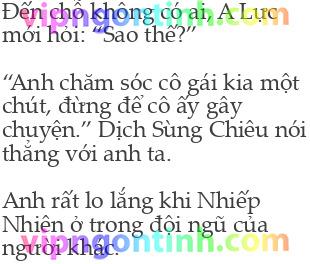 Đến chỗ không có ai, A Lực
mới hỏi: “Sao thế?”
“Anh chăm sóc cô gái kia một
chút, đừng để cô ấy gây
chuyện.” Dịch Sùng Chiêu nói
thẳng với anh ta.
Anh rất lo lắng khi Nhiếp
Nhiên ở trong đội ngũ của
người khác.
vipngontinh.com